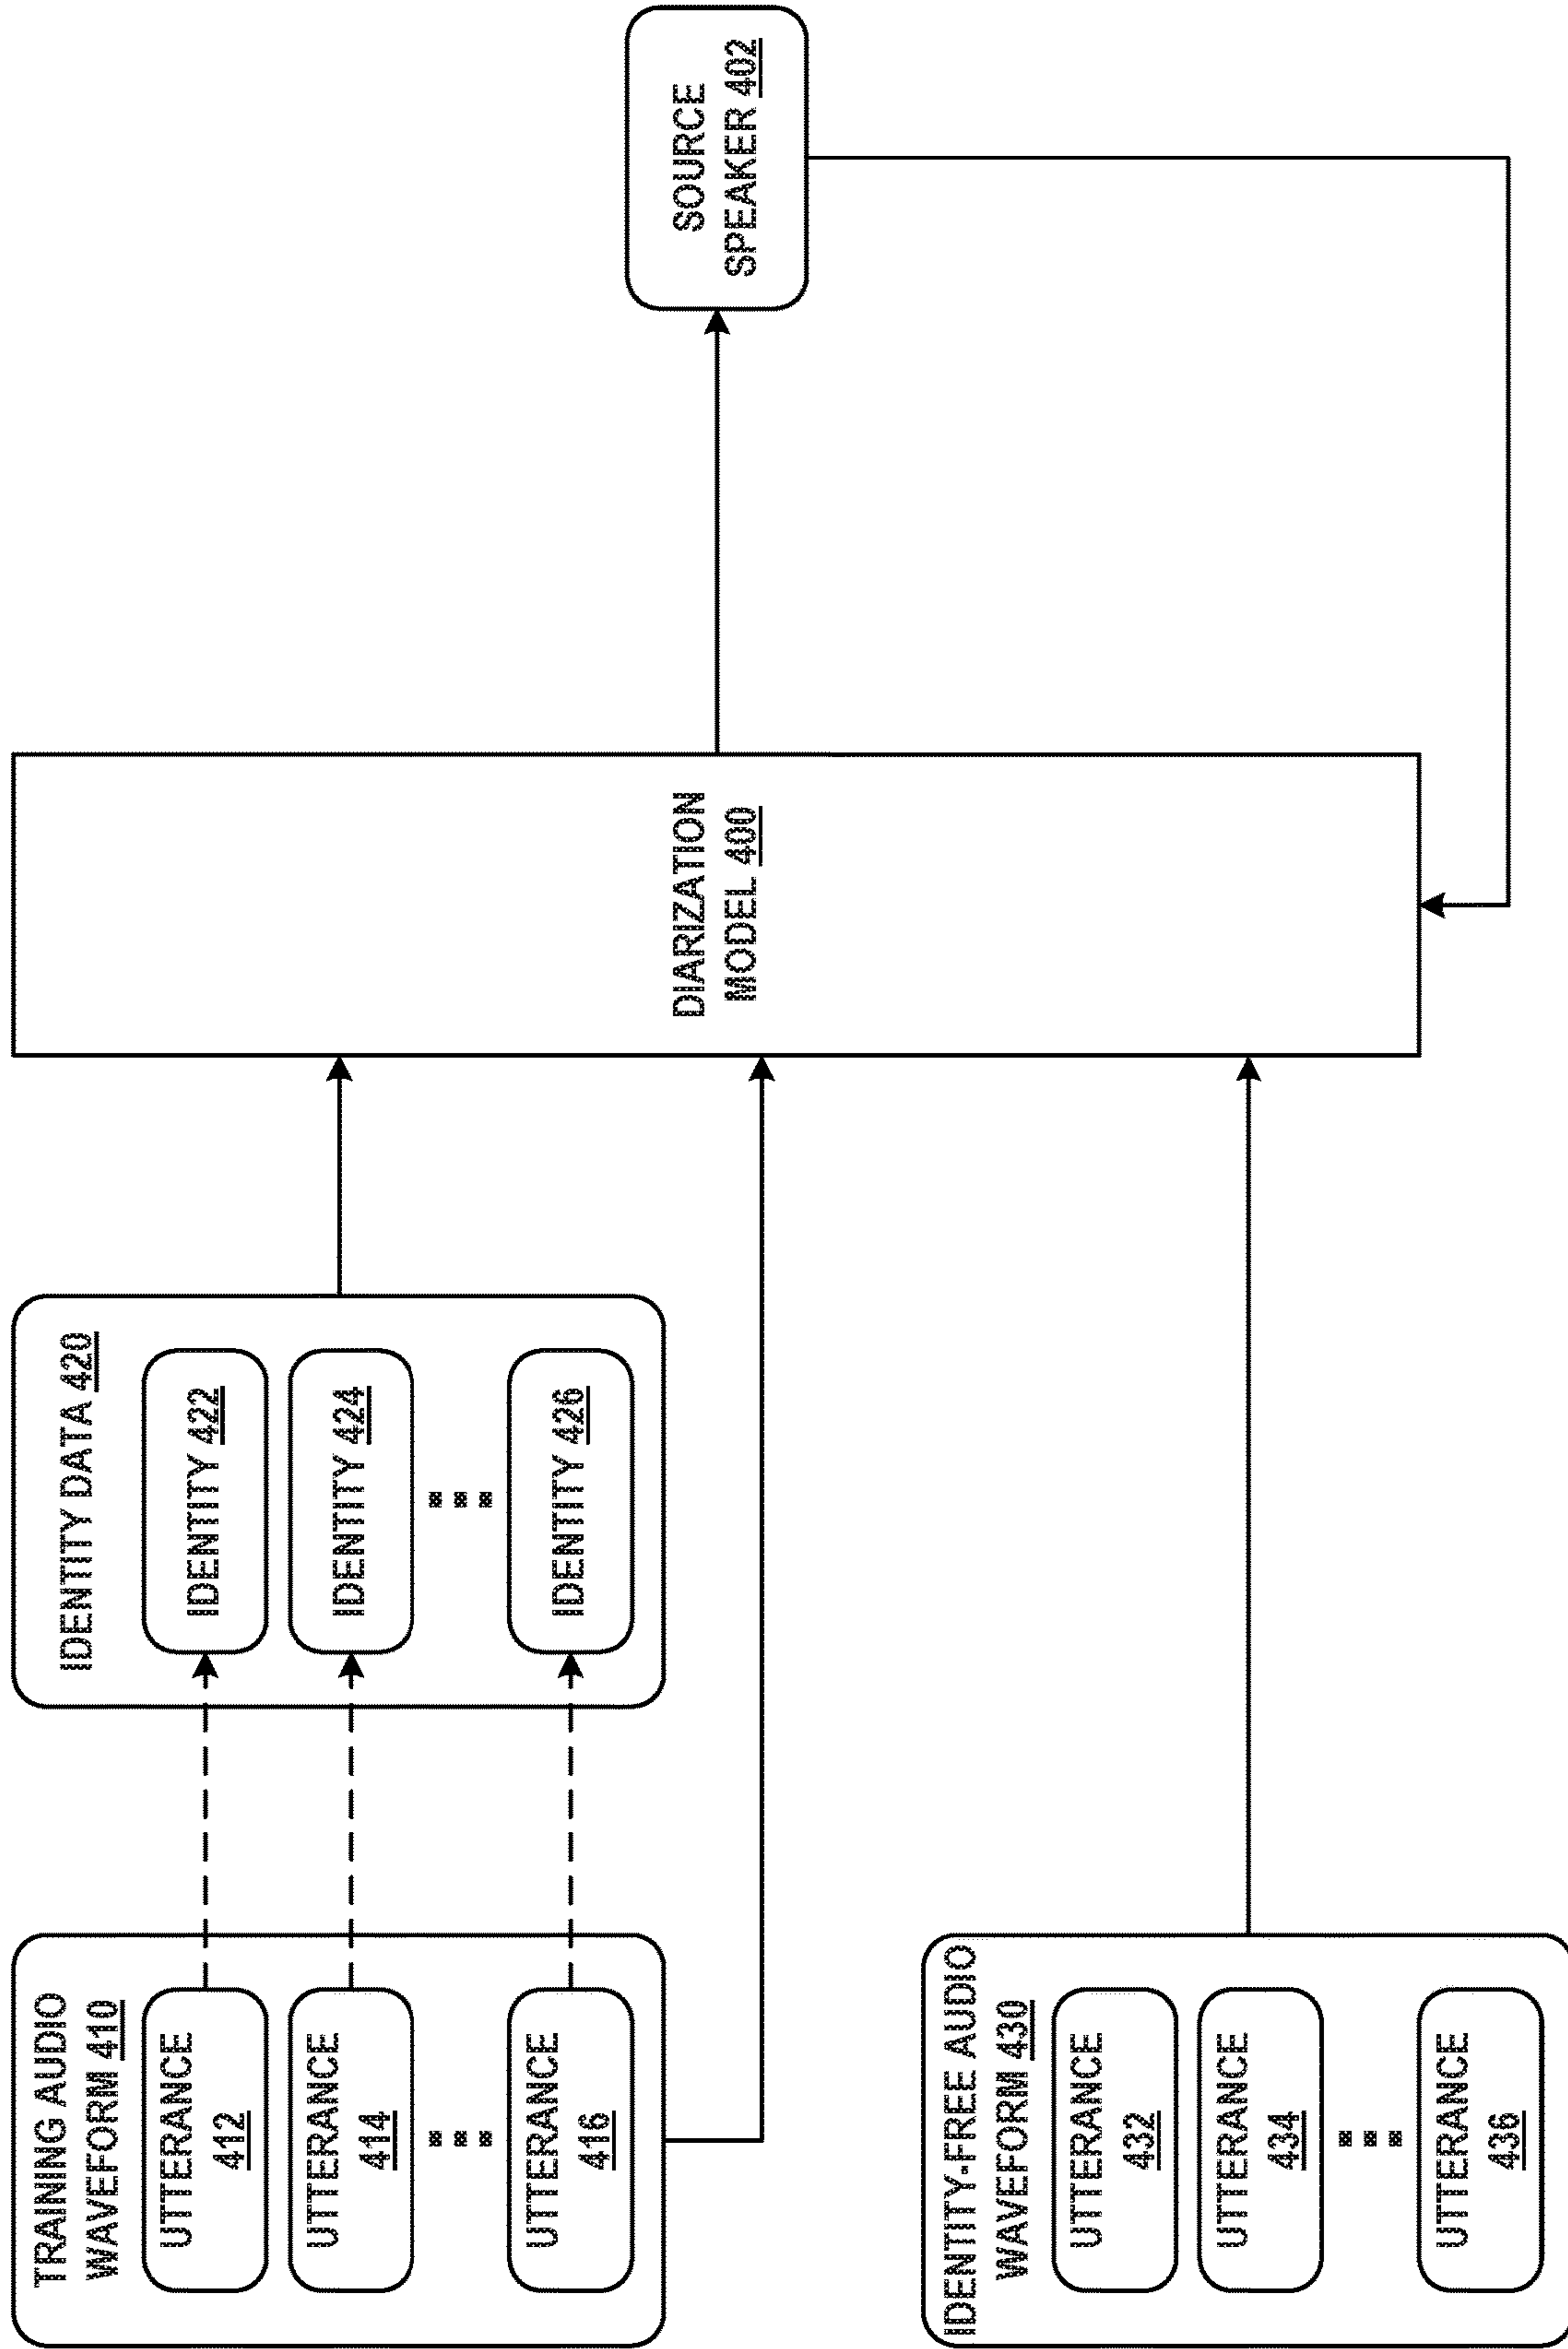 TRAINING AUDIO
WAVEFORM 410
UTTERANCE
412
UTTERANCE
414
UTTERANCE
416
IDENTITY DATA 420
IDENTITY 422
IDENTITY 424
IDENTITY 426
IDENTITY-FREE AUDIO
WAVEFORM 430
UTTERANCE
432
UTTERANCE
434
UTTERANCE
436
DIARIZATION
MODEL 400
SOURCE
SPEAKER 402